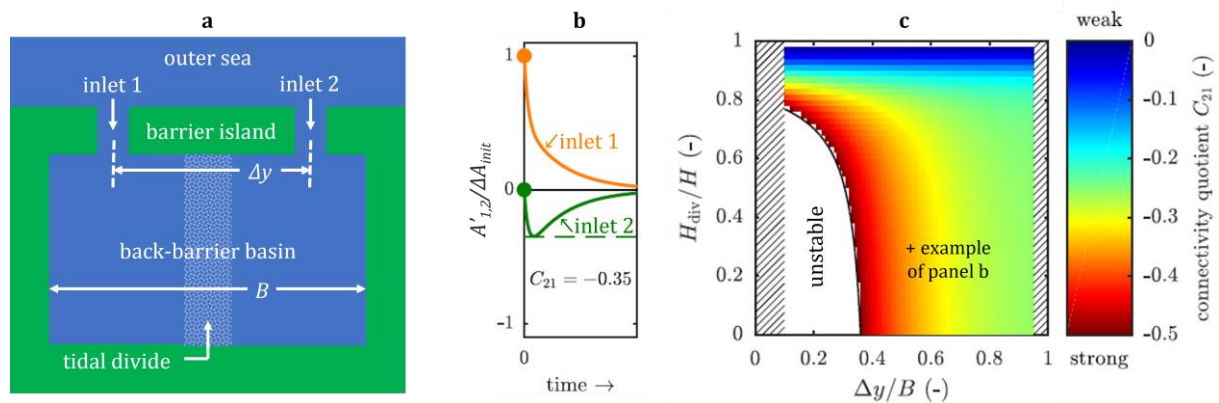 a
outer sea
inlet 1
inlet 2
barrier island
Δy
back-barrier basin
B
tidal divide
b
1
0
-1
A′1,2/ΔAinit
inlet 1
inlet 2
C21 = −0.35
0
time →
c
1
0.8
0.6
0.4
0.2
0
Hdiv/H (-)
unstable
+ example
of panel b
0 0.2 0.4 0.6 0.8 1
Δy/B (-)
weak
0
-0.1
-0.2
-0.3
-0.4
-0.5
strong
connectivity quotient C21 (-)